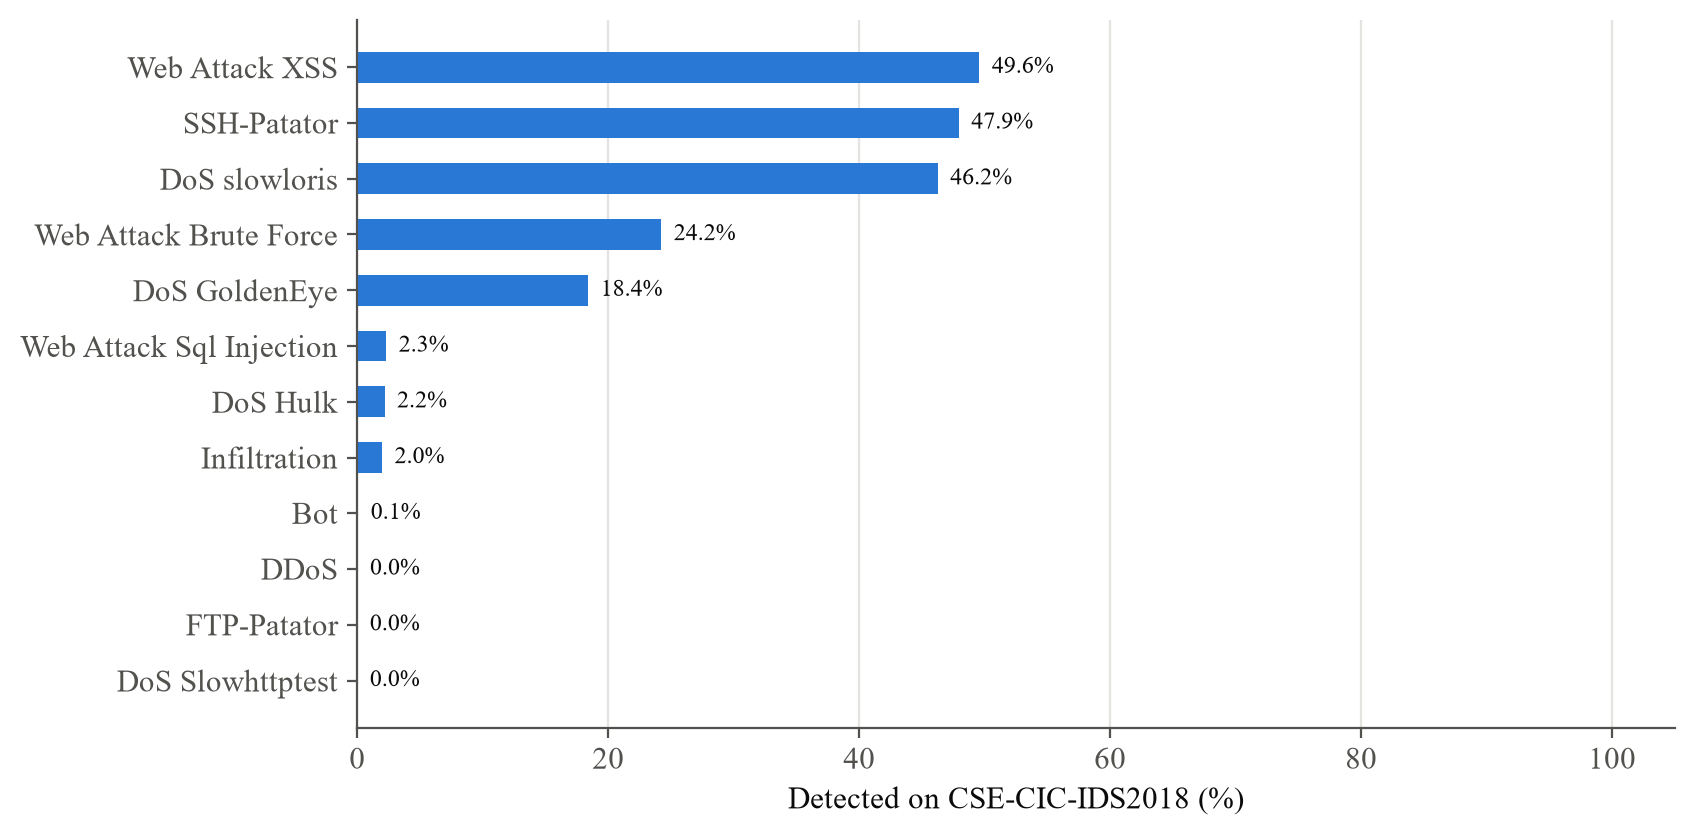 Web Attack XSS 49.6%
SSH-Patator 47.9%
DoS slowloris 46.2%
Web Attack Brute Force 24.2%
DoS GoldenEye 18.4%
Web Attack Sql Injection 2.3%
DoS Hulk 2.2%
Infiltration 2.0%
Bot 0.1%
DDoS 0.0%
FTP-Patator 0.0%
DoS Slowhttptest 0.0%
0 20 40 60 80 100
Detected on CSE-CIC-IDS2018 (%)